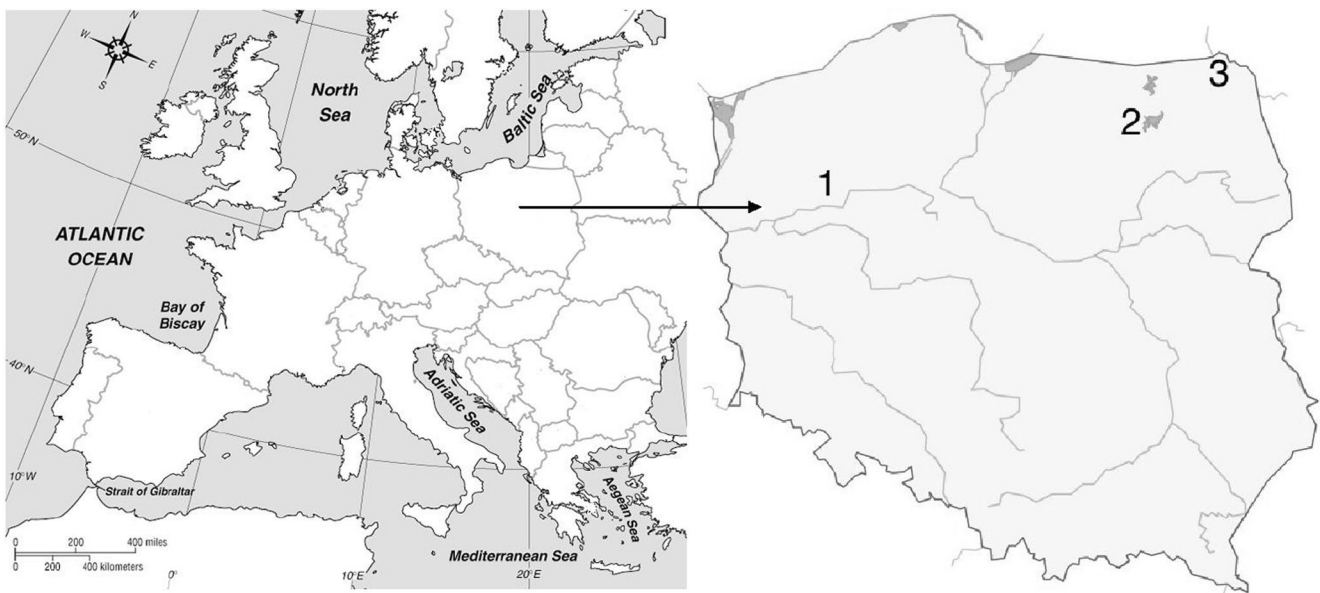 N
W
E
S
North
Sea
Baltic Sea
50°N
ATLANTIC
OCEAN
Bay of
Biscay
40°N
Adriatic Sea
10°W
Strait of Gibraltar
Aegean Sea
Mediterranean Sea
0 200 400 miles
0 200 400 kilometers
0°
10°E
20°E
1
2
3